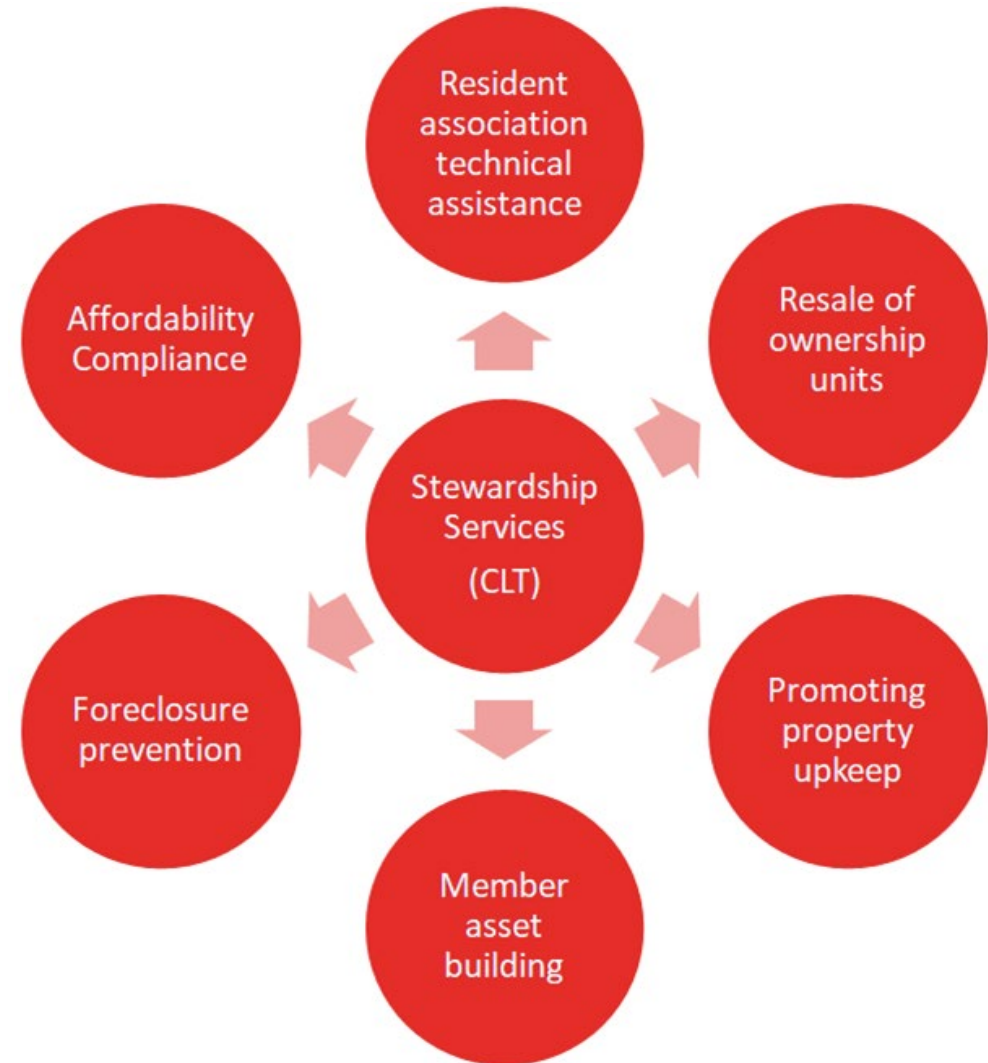 Resident
association
technical
assistance
Affordability
Compliance
Resale of
ownership
units
Stewardship
Services
(CLT)
Foreclosure
prevention
Promoting
property
upkeep
Member
asset
building